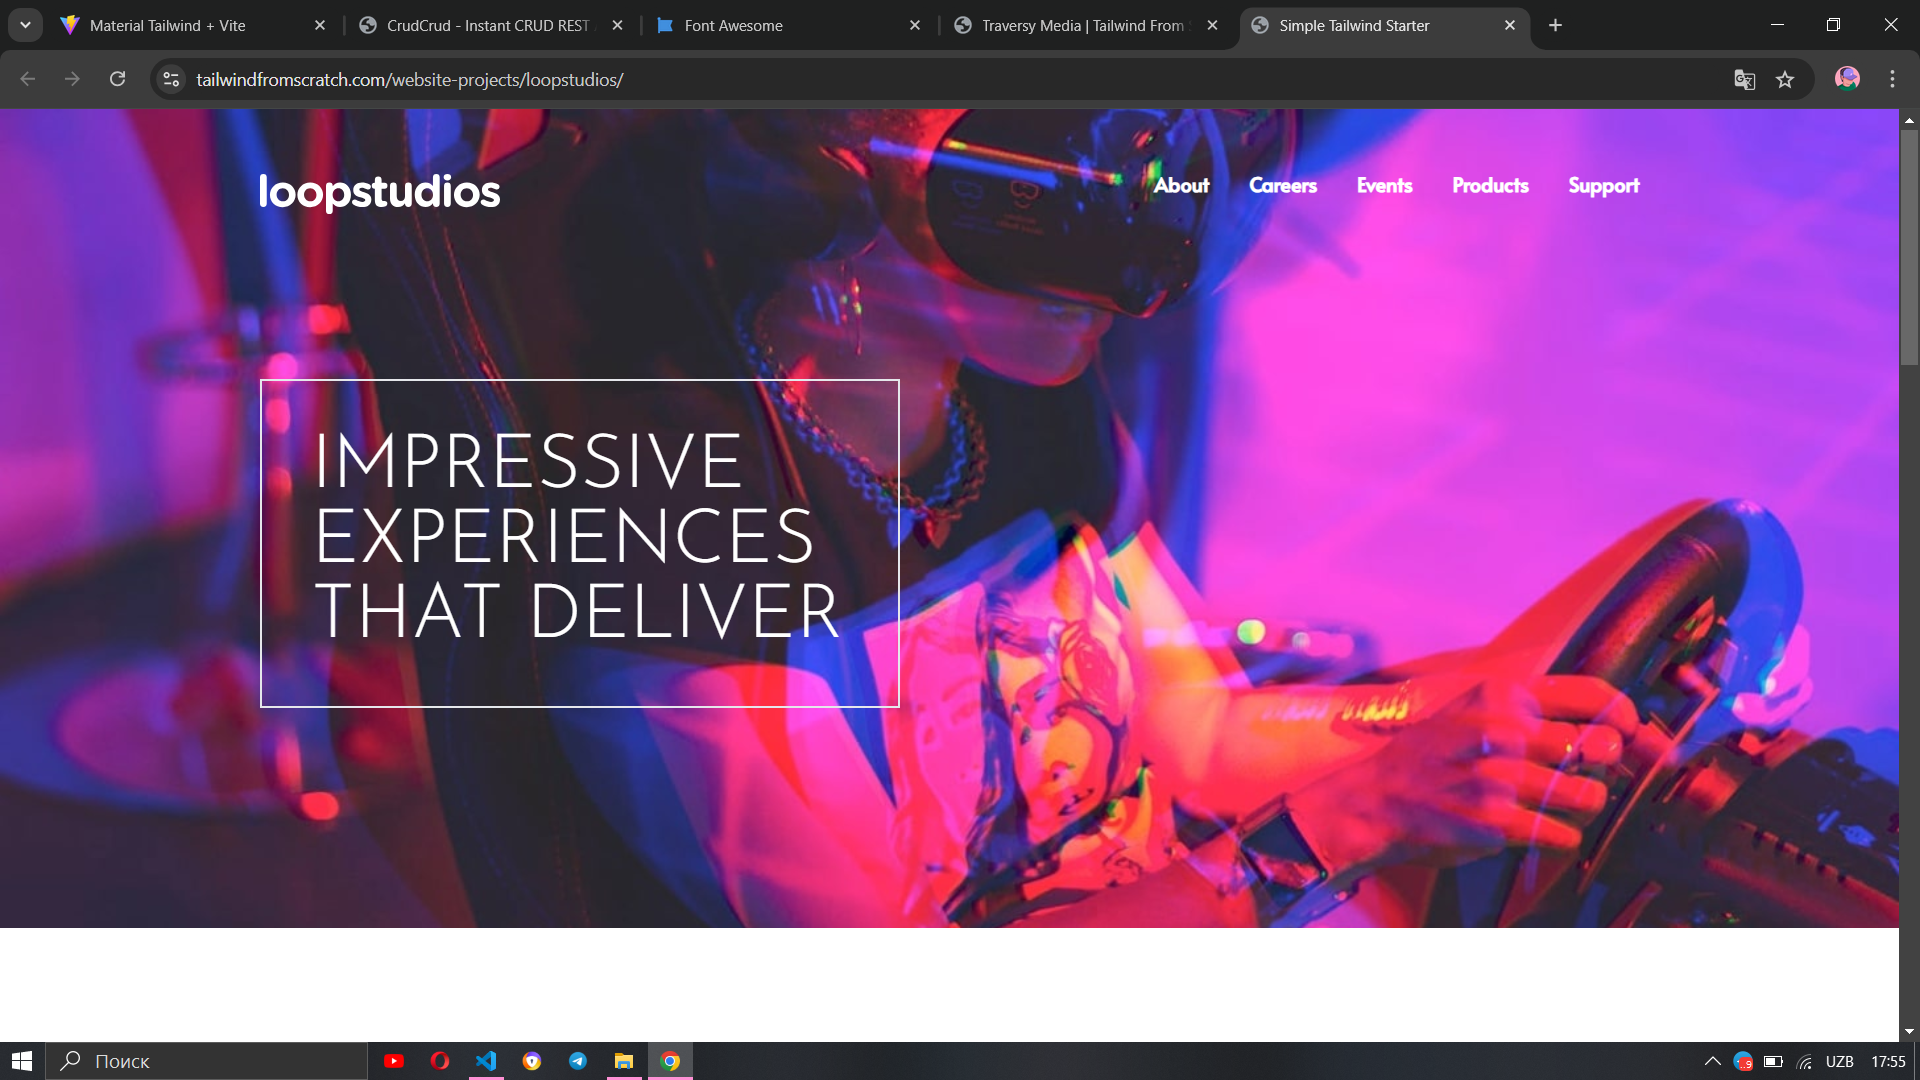 Material Tailwind + Vite
CrudCrud - Instant CRUD REST
Font Awesome
Traversy Media | Tailwind From
Simple Tailwind Starter
tailwindfromscratch.com/website-projects/loopstudios/
loopstudios
About
Careers
Events
Products
Support
IMPRESSIVE
EXPERIENCES
THAT DELIVER
Поиск
UZB
17:55